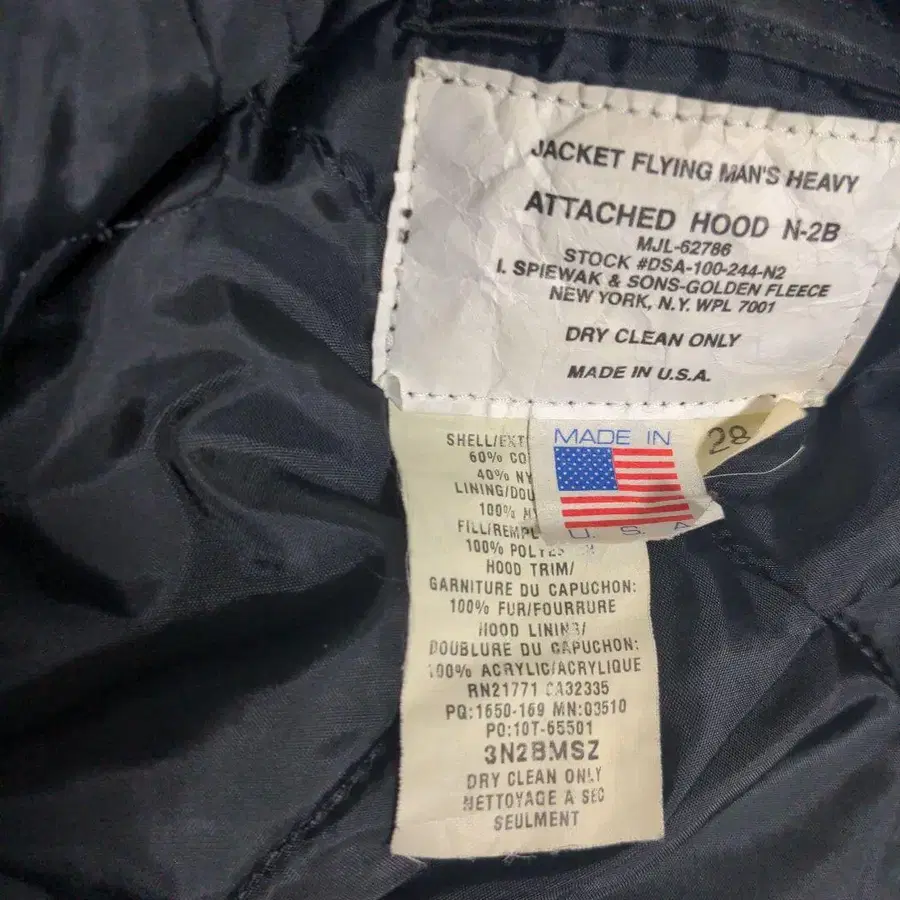 JACKET FLYING MAN'S HEAVY
ATTACHED HOOD N-2B
MJL-62786
STOCK #DSA-100-244-N2
I. SPIEWAK & SONS-GOLDEN FLEECE
NEW YORK, N.Y. WPL 7001
DRY CLEAN ONLY
MADE IN U.S.A.
MADE IN
U. S. A
28
SHELL/EXT
60% CO
40% NY
LINING/DOU
100%
FILL/REMPL
100%
HOOD TRIM/
GARNITURE DU CAPUCHON:
100% FUR/FOURRURE
HOOD LINING/
DOUBLURE DU CAPUCHON:
100% ACRYLIC/ACRYLIQUE
RN21771 CA32335
PQ:1650-169 MN:03510
PO:10T-65501
3N2BMSZ
DRY CLEAN ONLY
NETTOYAGE A SEC
SEULMENT